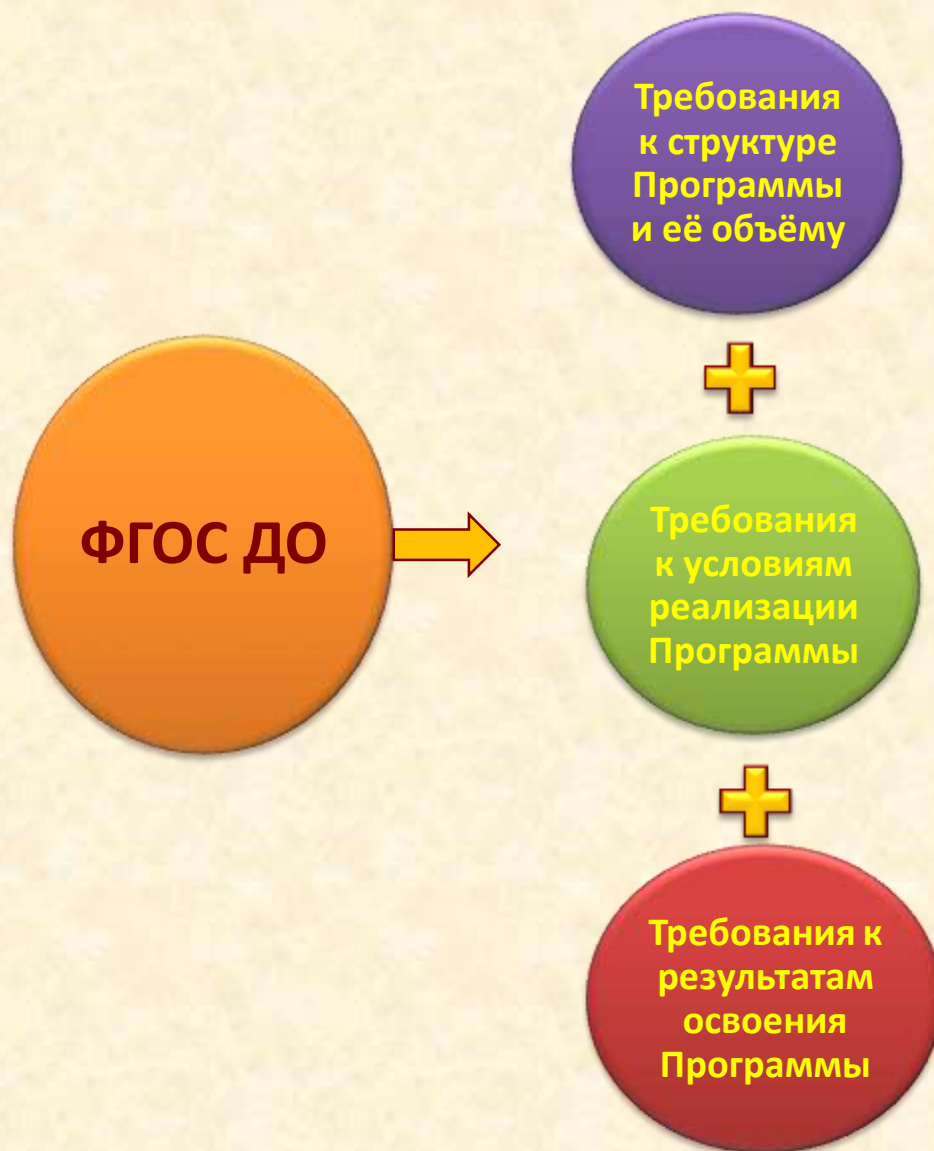 Требования
к структуре
Программы
и её объёму
ФГОС ДО
Требования
к условиям
реализации
Программы
Требования к
результатам
освоения
Программы